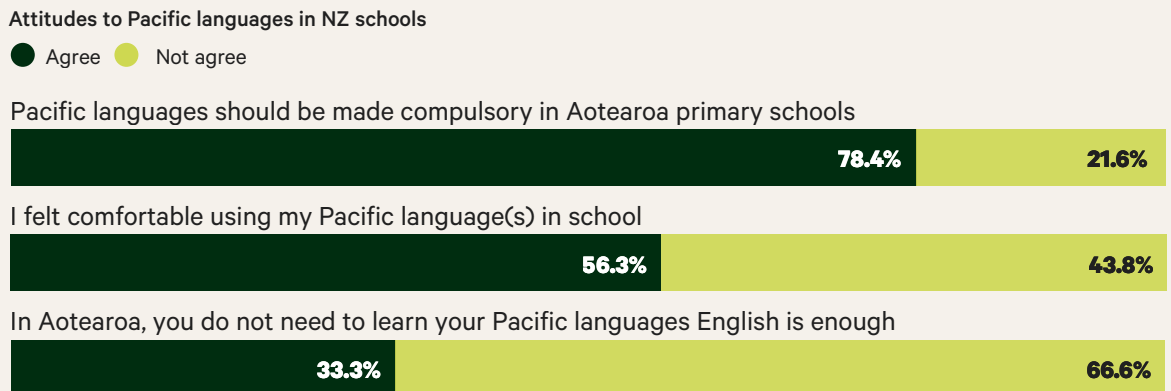 Attitudes to Pacific languages in NZ schools
Agree Not agree
Pacific languages should be made compulsory in Aotearoa primary schools
78.4% 21.6%
I felt comfortable using my Pacific language(s) in school
56.3% 43.8%
In Aotearoa, you do not need to learn your Pacific languages English is enough
33.3% 66.6%